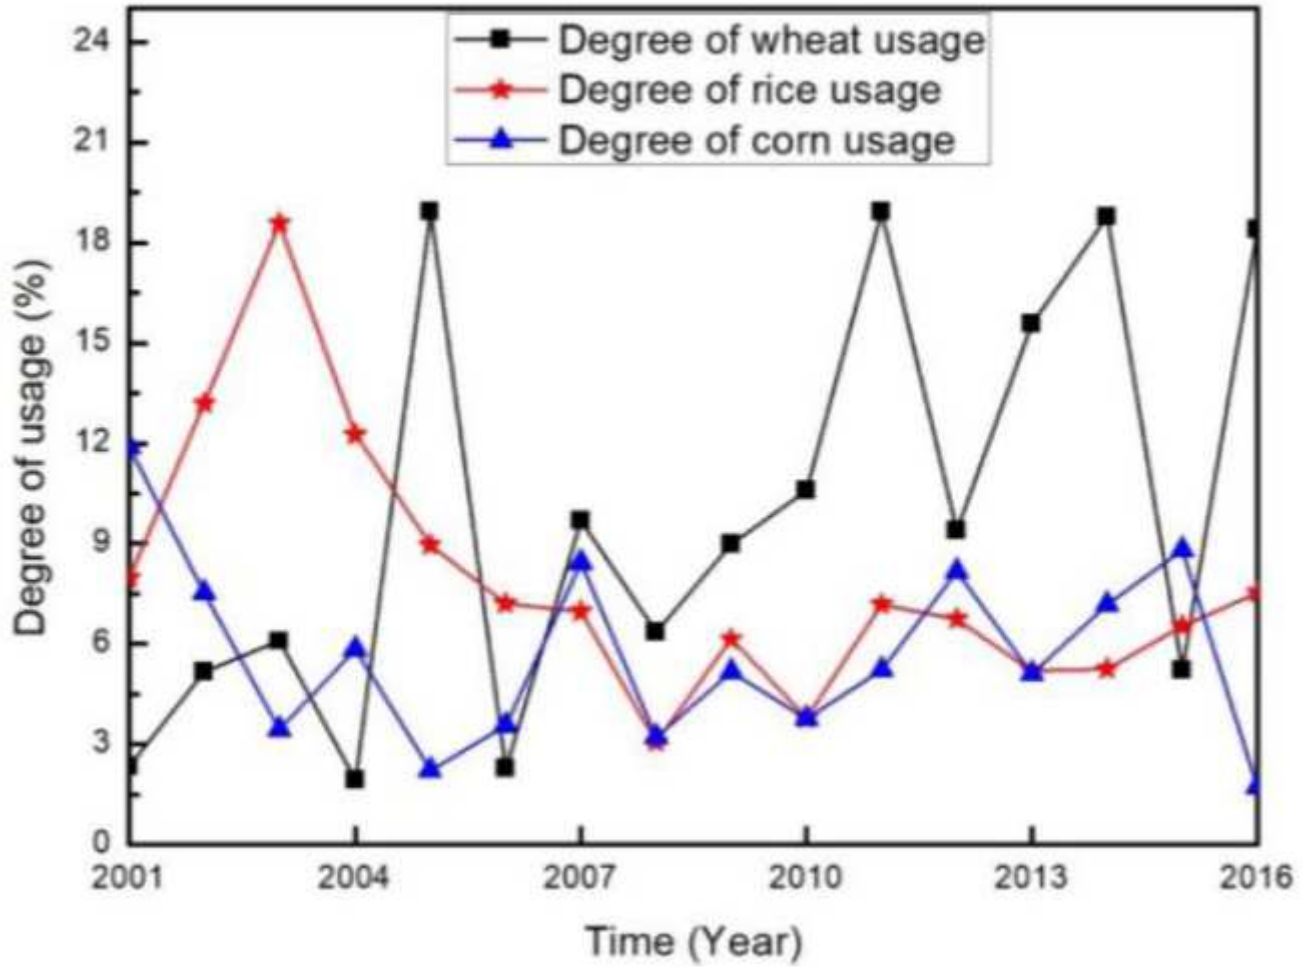 Degree of wheat usage
Degree of rice usage
Degree of corn usage
24
21
18
15
12
9
6
3
0
Degree of usage (%)
2001 2004 2007 2010 2013 2016
Time (Year)